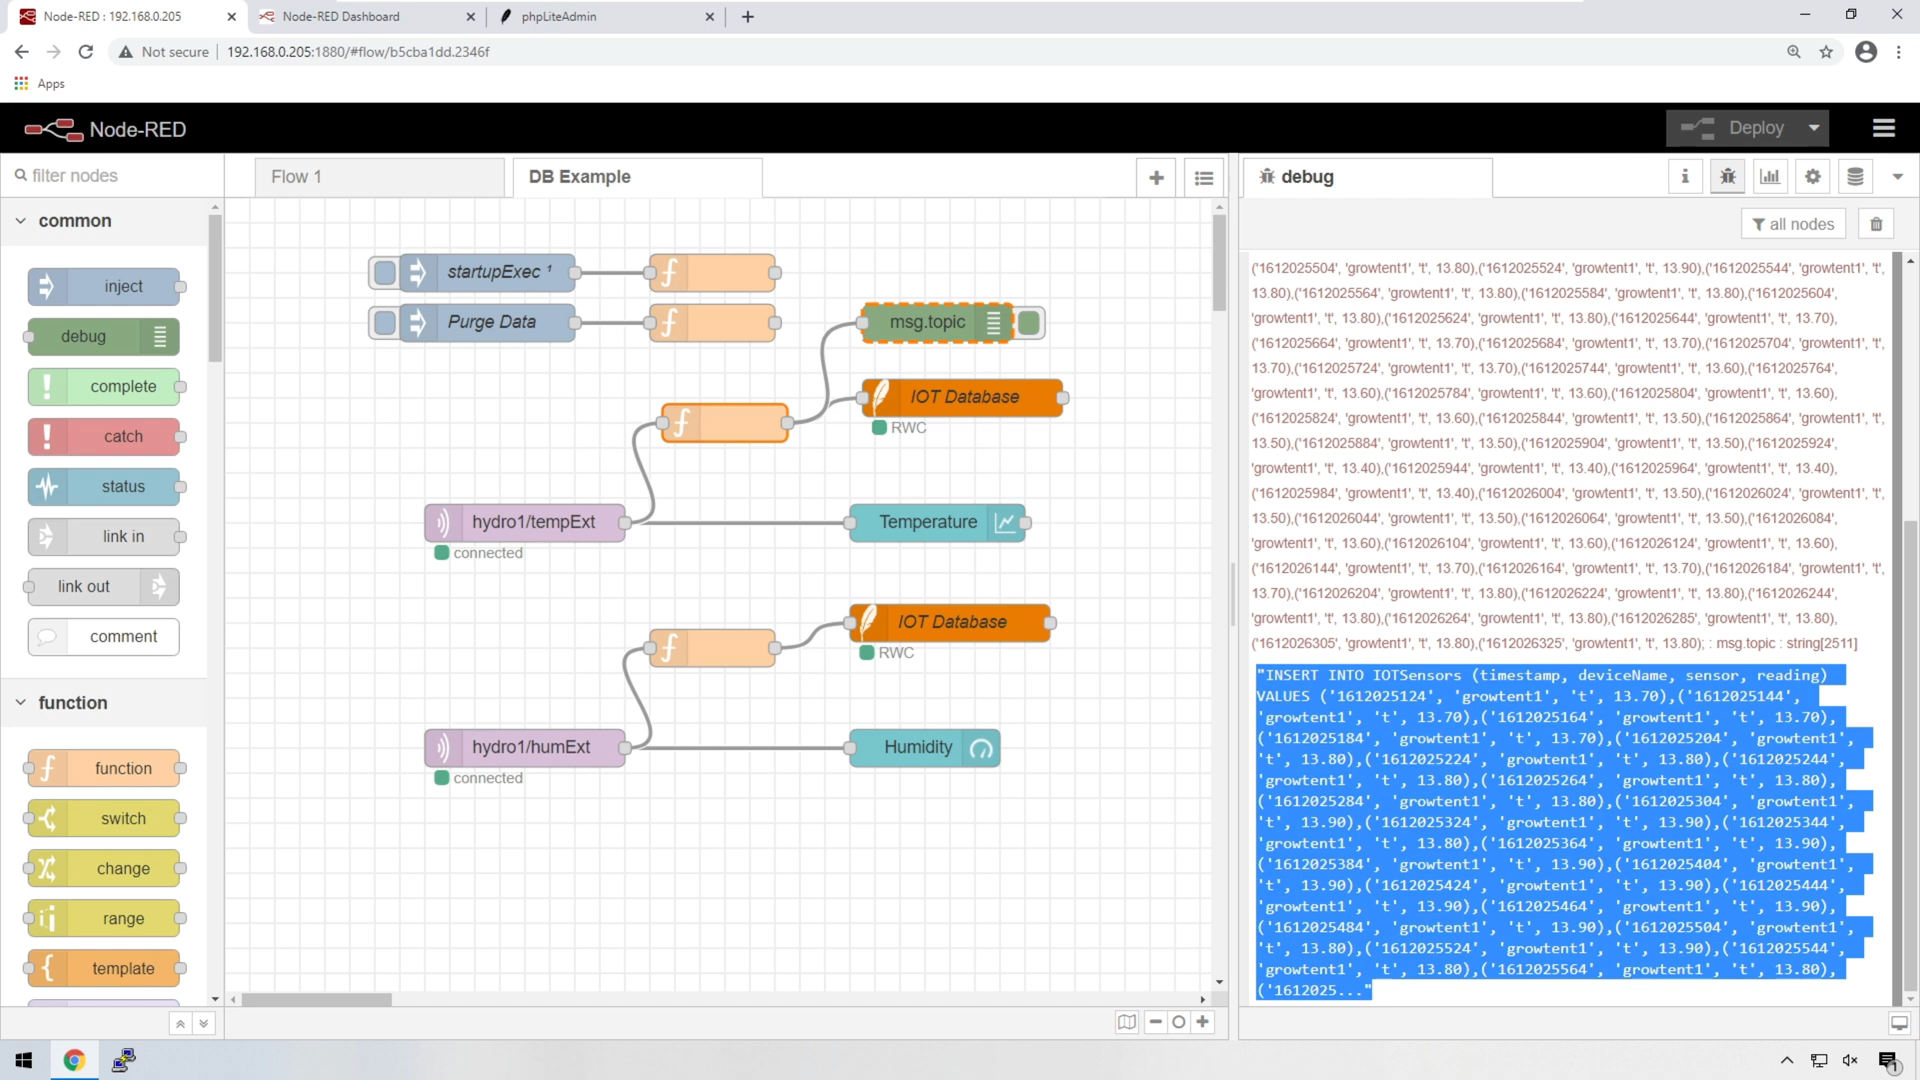 Node-RED : 192.168.0.205
Node-RED Dashboard
phpLiteAdmin
Not secure
192.168.0.205:1880/#flow/b5cba1dd.2346f
Apps
Node-RED
Deploy
filter nodes
Flow 1
DB Example
debug
i
all nodes
common
inject
debug
complete
catch
status
link in
link out
comment
function
function
switch
change
range
template
startupExec ¹
Purge Data
msg.topic
IOT Database
RWC
hydro1/tempExt
connected
Temperature
IOT Database
RWC
hydro1/humExt
connected
Humidity
('1612025504', 'growtent1', 't', 13.80),('1612025524', 'growtent1', 't', 13.90),('1612025544', 'growtent1', 't',
13.80),('1612025564', 'growtent1', 't', 13.80),('1612025584', 'growtent1', 't', 13.80),('1612025604',
'growtent1', 't', 13.80),('1612025624', 'growtent1', 't', 13.80),('1612025644', 'growtent1', 't', 13.70),
('1612025664', 'growtent1', 't', 13.70),('1612025684', 'growtent1', 't', 13.70),('1612025704', 'growtent1', 't',
13.70),('1612025724', 'growtent1', 't', 13.70),('1612025744', 'growtent1', 't', 13.60),('1612025764',
'growtent1', 't', 13.60),('1612025784', 'growtent1', 't', 13.60),('1612025804', 'growtent1', 't', 13.60),
('1612025824', 'growtent1', 't', 13.60),('1612025844', 'growtent1', 't', 13.50),('1612025864', 'growtent1', 't',
13.50),('1612025884', 'growtent1', 't', 13.50),('1612025904', 'growtent1', 't', 13.50),('1612025924',
'growtent1', 't', 13.40),('1612025944', 'growtent1', 't', 13.40),('1612025964', 'growtent1', 't', 13.40),
('1612025984', 'growtent1', 't', 13.40),('1612026004', 'growtent1', 't', 13.50),('1612026024', 'growtent1', 't',
13.50),('1612026044', 'growtent1', 't', 13.50),('1612026064', 'growtent1', 't', 13.50),('1612026084',
'growtent1', 't', 13.60),('1612026104', 'growtent1', 't', 13.60),('1612026124', 'growtent1', 't', 13.60),
('1612026144', 'growtent1', 't', 13.70),('1612026164', 'growtent1', 't', 13.70),('1612026184', 'growtent1', 't',
13.70),('1612026204', 'growtent1', 't', 13.80),('1612026224', 'growtent1', 't', 13.80),('1612026244',
'growtent1', 't', 13.80),('1612026264', 'growtent1', 't', 13.80),('1612026285', 'growtent1', 't', 13.80),
('1612026305', 'growtent1', 't', 13.80),('1612026325', 'growtent1', 't', 13.80); : msg.topic : string[2511]
"INSERT INTO IOTSensors (timestamp, deviceName, sensor, reading)
VALUES ('1612025124', 'growtent1', 't', 13.70),('1612025144',
'growtent1', 't', 13.70),('1612025164', 'growtent1', 't', 13.70),
('1612025184', 'growtent1', 't', 13.70),('1612025204', 'growtent1',
't', 13.80),('1612025224', 'growtent1', 't', 13.80),('1612025244',
'growtent1', 't', 13.80),('1612025264', 'growtent1', 't', 13.80),
('1612025284', 'growtent1', 't', 13.80),('1612025304', 'growtent1',
't', 13.90),('1612025324', 'growtent1', 't', 13.90),('1612025344',
'growtent1', 't', 13.80),('1612025364', 'growtent1', 't', 13.90),
('1612025384', 'growtent1', 't', 13.90),('1612025404', 'growtent1',
't', 13.90),('1612025424', 'growtent1', 't', 13.90),('1612025444',
'growtent1', 't', 13.90),('1612025464', 'growtent1', 't', 13.90),
('1612025484', 'growtent1', 't', 13.90),('1612025504', 'growtent1',
't', 13.80),('1612025524', 'growtent1', 't', 13.90),('1612025544',
'growtent1', 't', 13.80),('1612025564', 'growtent1', 't', 13.80),
('1612025..."
1